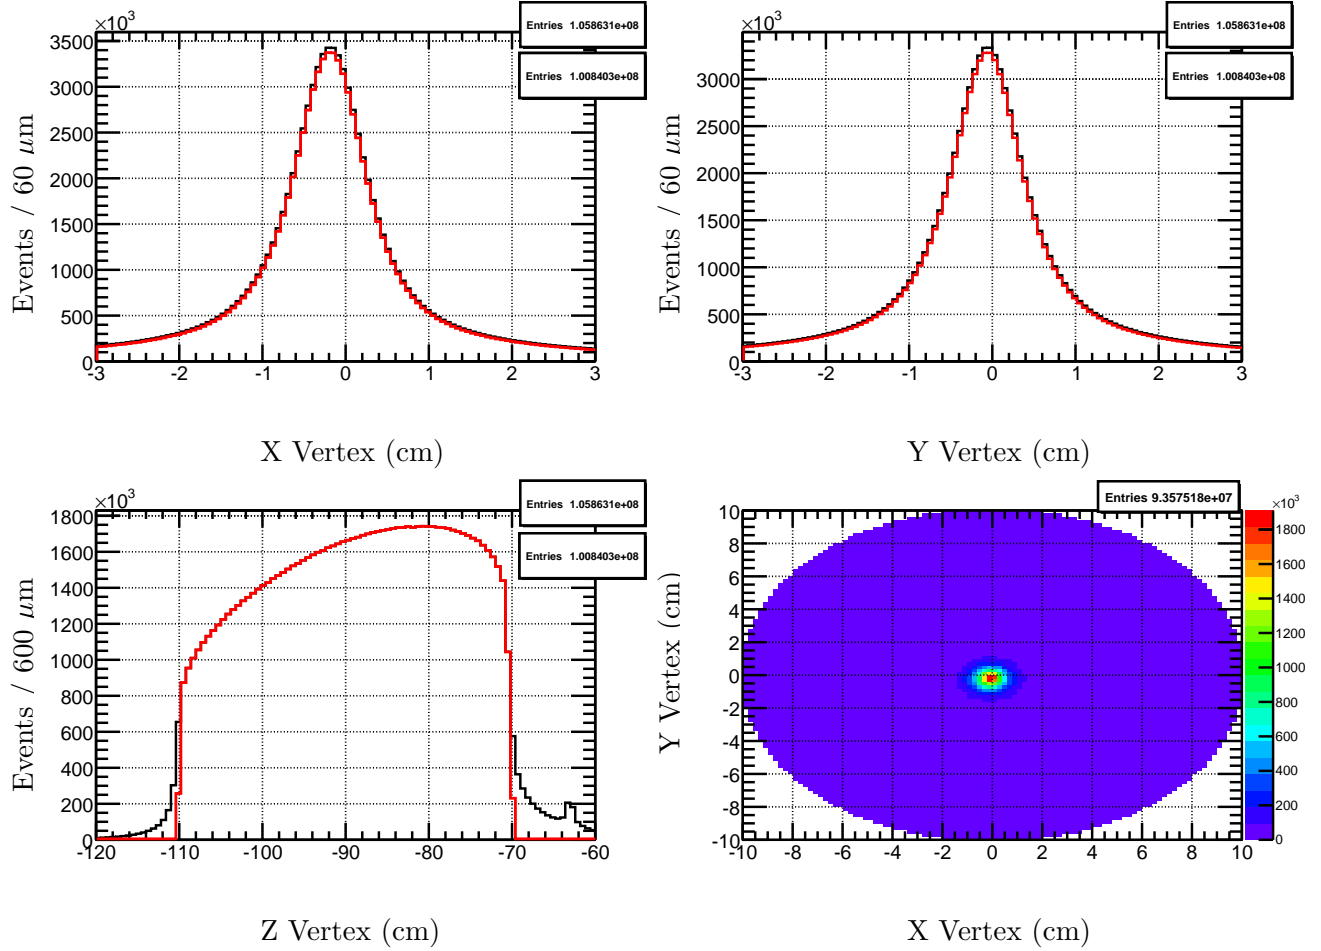 ×10³
Entries 1.058631e+08
Entries 1.008403e+08
Events / 60 μm
3500
3000
2500
2000
1500
1000
500
0
-3 -2 -1 0 1 2 3
X Vertex (cm)
×10³
Entries 1.058631e+08
Entries 1.008403e+08
Events / 60 μm
3000
2500
2000
1500
1000
500
0
-3 -2 -1 0 1 2 3
Y Vertex (cm)
×10³
Entries 1.058631e+08
Entries 1.008403e+08
Events / 600 μm
1800
1600
1400
1200
1000
800
600
400
200
0
-120 -110 -100 -90 -80 -70 -60
Z Vertex (cm)
Entries 9.357518e+07
×10³
Y Vertex (cm)
10
8
6
4
2
0
-2
-4
-6
-8
-10
-10 -8 -6 -4 -2 0 2 4 6 8 10
1800
1600
1400
1200
1000
800
600
400
200
0
X Vertex (cm)